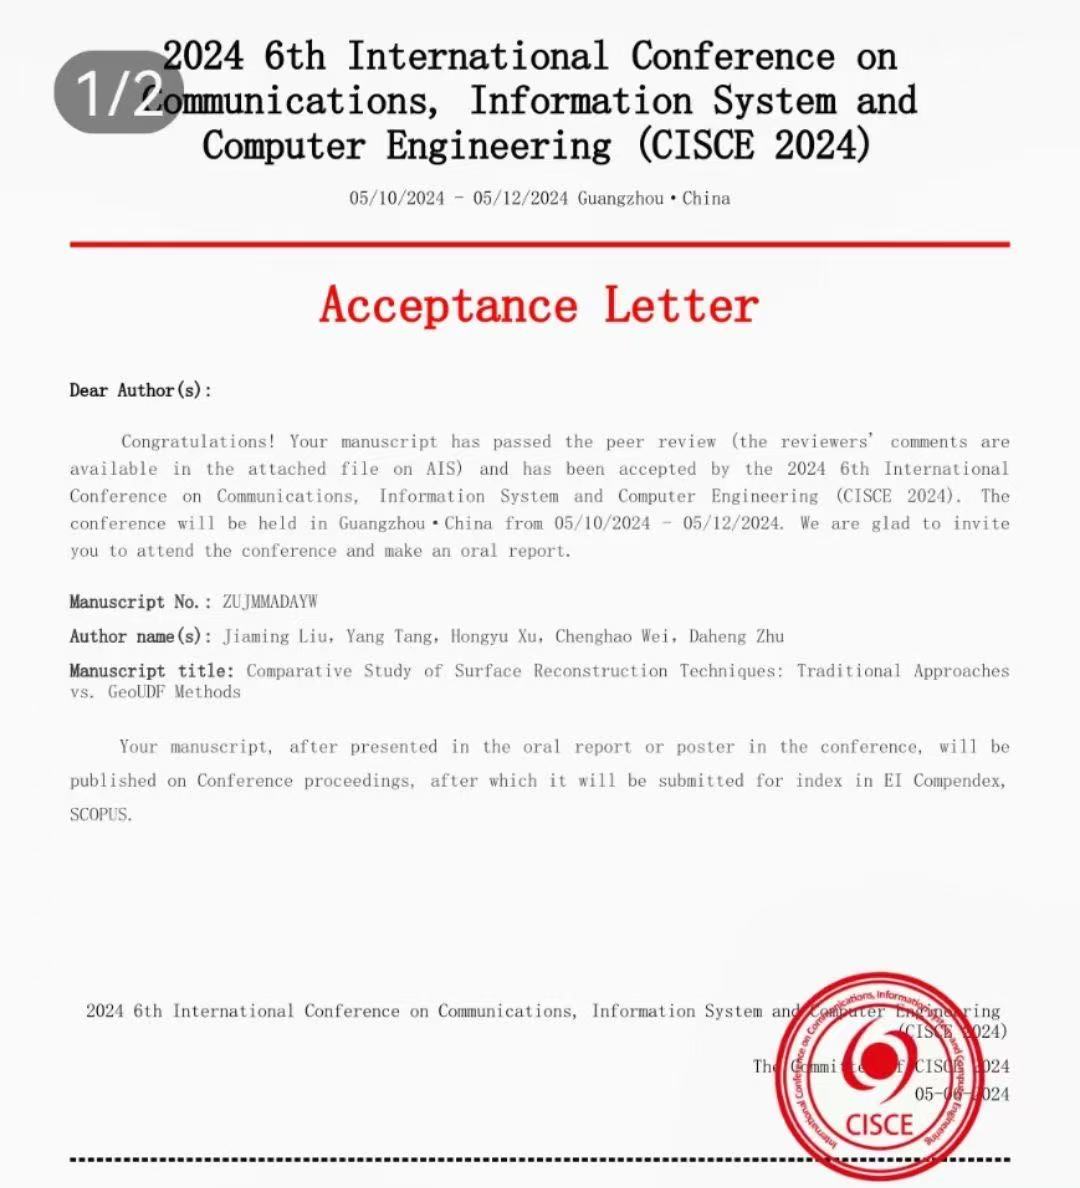 2024 6th International Conference on
1/2
Communications, Information System and
Computer Engineering (CISCE 2024)
05/10/2024 - 05/12/2024 Guangzhou·China
Acceptance Letter
Dear Author(s):
Congratulations! Your manuscript has passed the peer review (the reviewers' comments are
available in the attached file on AIS) and has been accepted by the 2024 6th International
Conference on Communications, Information System and Computer Engineering (CISCE 2024). The
conference will be held in Guangzhou·China from 05/10/2024 - 05/12/2024. We are glad to invite
you to attend the conference and make an oral report.
Manuscript No.: ZUJMMADAYW
Author name(s): Jiaming Liu, Yang Tang, Hongyu Xu, Chenghao Wei, Daheng Zhu
Manuscript title: Comparative Study of Surface Reconstruction Techniques: Traditional Approaches
vs. GeoUDF Methods
Your manuscript, after presented in the oral report or poster in the conference, will be
published on Conference proceedings, after which it will be submitted for index in EI Compendex,
SCOPUS.
2024 6th International Conference on Communications, Information System and Computer Engineering
(CISCE 2024)
The Committee of CISCE 2024
05-06-2024
International Conference on Communications, Information System and Computer Engineering
CISCE